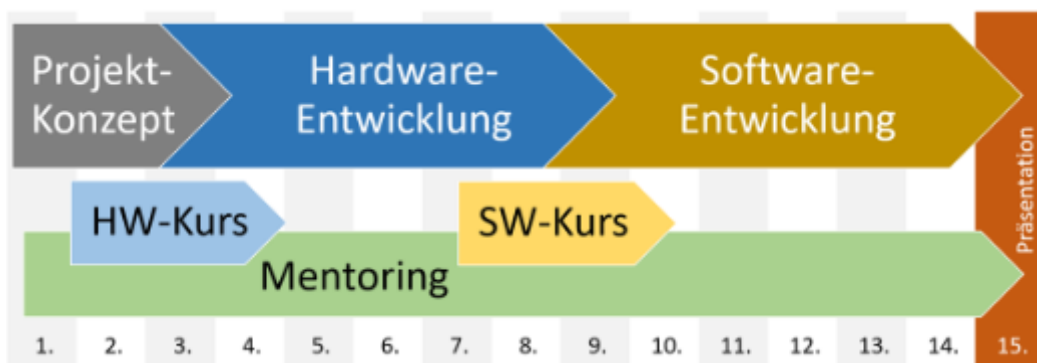 Projekt-
Konzept
Hardware-
Entwicklung
Software-
Entwicklung
Präsentation
HW-Kurs
SW-Kurs
Mentoring
1. 2. 3. 4. 5. 6. 7. 8. 9. 10. 11. 12. 13. 14. 15.